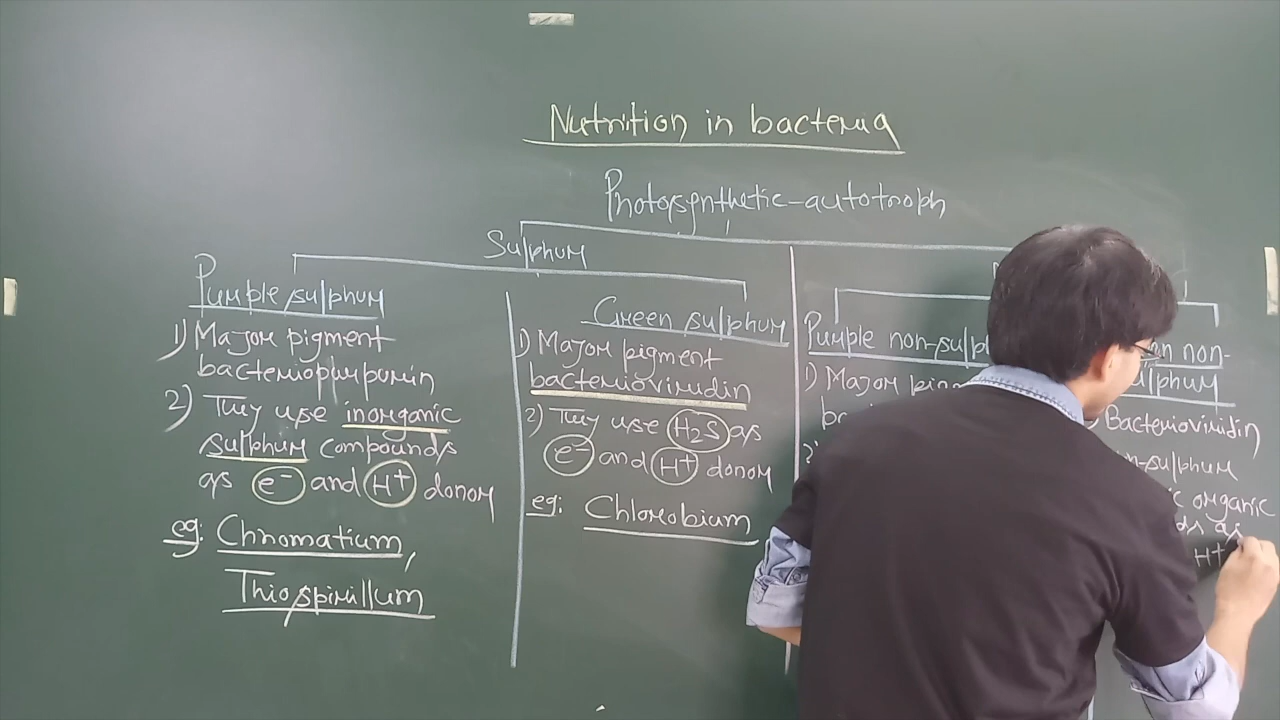 Nutrition in bacteria
Photosynthetic-autotroph
Sulphur
Purple sulphur
1) Major pigment
bacteriopurpurin
2) They use inorganic
sulphur compounds
as e⁻ and H⁺ donor
eg: Chromatium,
Thiospirillum
Green sulphur
1) Major pigment
bacterioviridin
2) They use H₂S as
e⁻ and H⁺ donor
eg: Chlorobium
Purple non-
1) Major
non-
Bacterioviridin
organic
as
H⁺